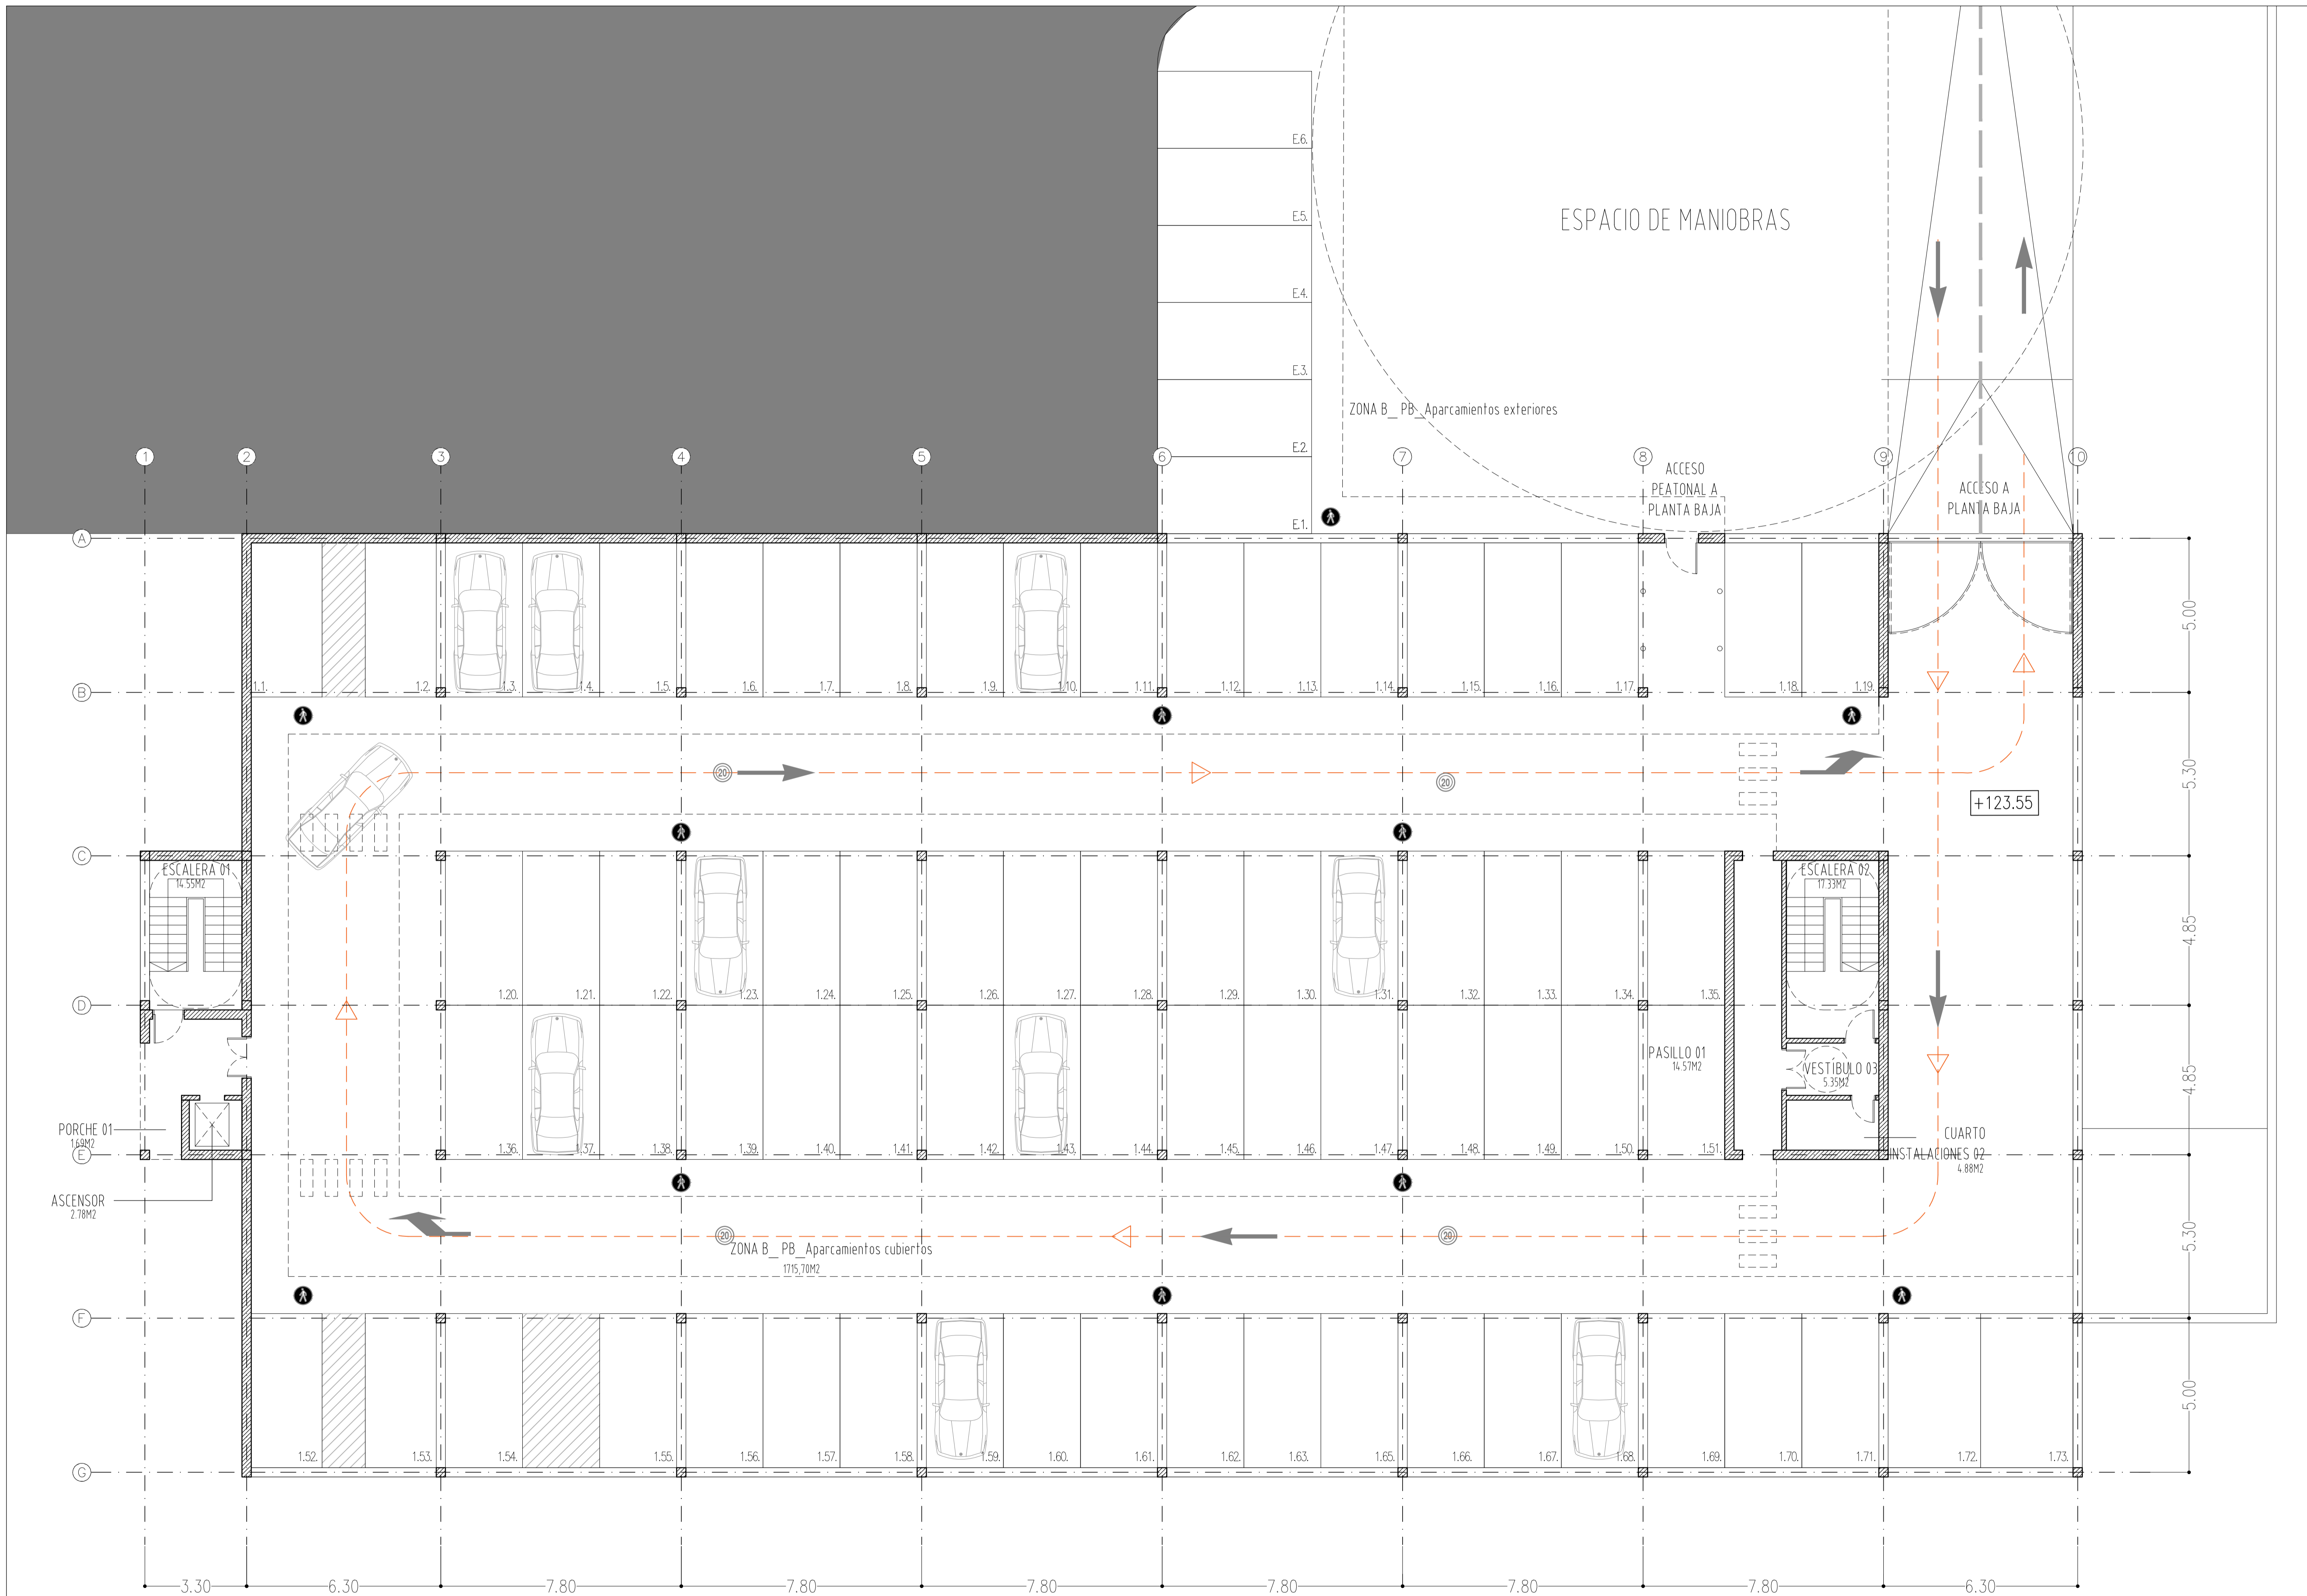 E.6.
E.5.
ESPACIO DE MANIOBRAS
E.4.
E.3.
ZONA B_ PB_Aparcamientos exteriores
E.2.
1 2 3 4 5 6 7 8 9 10
ACCESO
PEATONAL A
PLANTA BAJA
ACCESO A
PLANTA BAJA
E.1.
A
5.00
1.1. 1.2. 1.3. 1.4. 1.5. 1.6. 1.7. 1.8. 1.9. 1.10. 1.11. 1.12. 1.13. 1.14. 1.15. 1.16. 1.17. 1.18. 1.19.
B
20
20
5.30
+123.55
C
ESCALERA 01
14.55M2
ESCALERA 02
17.33M2
4.85
1.20. 1.21. 1.22. 1.23. 1.24. 1.25. 1.26. 1.27. 1.28. 1.29. 1.30. 1.31. 1.32. 1.33. 1.34. 1.35.
D
PASILLO 01
14.57M2
VESTÍBULO 03
5.35M2
4.85
PORCHE 01
1.69M2
CUARTO
INSTALACIONES 02
4.88M2
1.36. 1.37. 1.38. 1.39. 1.40. 1.41. 1.42. 1.43. 1.44. 1.45. 1.46. 1.47. 1.48. 1.49. 1.50. 1.51.
E
ASCENSOR
2.78M2
20
20
5.30
ZONA B_ PB_Aparcamientos cubiertos
1715,70M2
F
5.00
1.52. 1.53. 1.54. 1.55. 1.56. 1.57. 1.58. 1.59. 1.60. 1.61. 1.62. 1.63. 1.65. 1.66. 1.67. 1.68. 1.69. 1.70. 1.71. 1.72. 1.73.
G
3.30 6.30 7.80 7.80 7.80 7.80 7.80 7.80 6.30